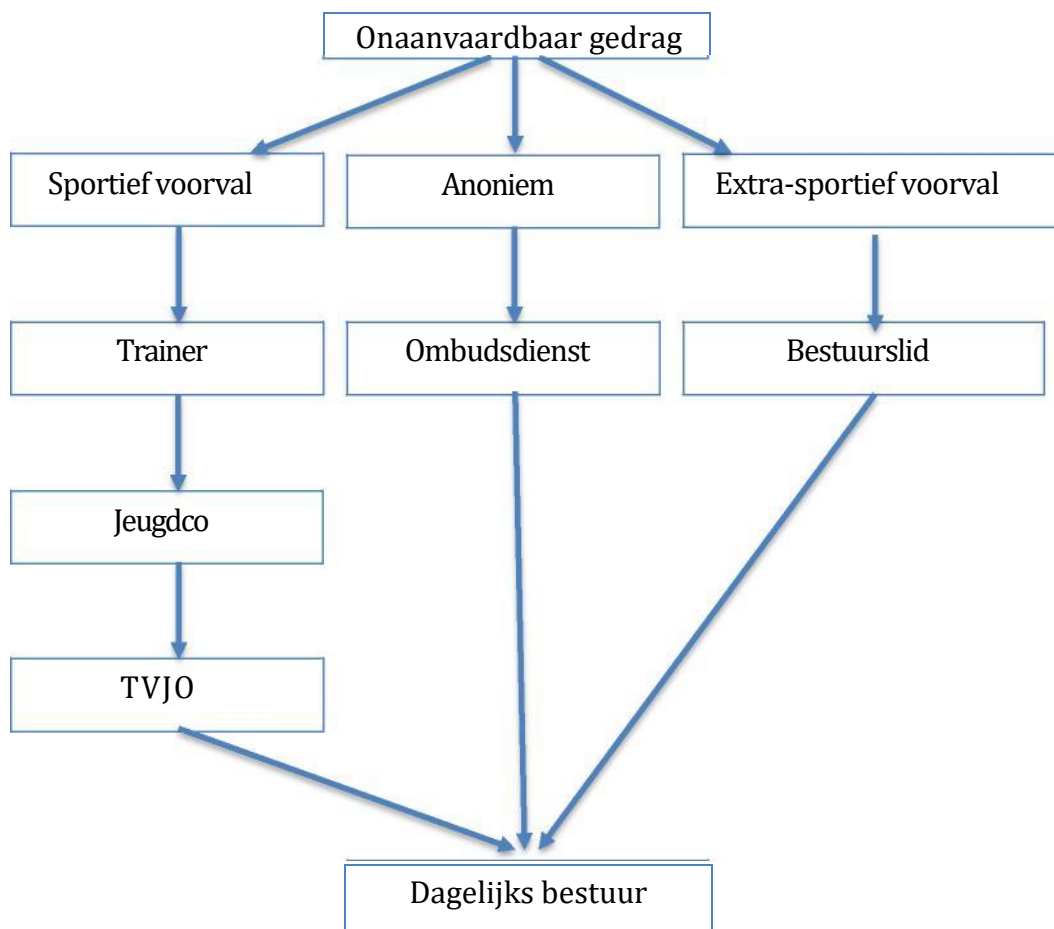 Onaanvaardbaar gedrag
Sportief voorval
Anoniem
Extra-sportief voorval
Trainer
Ombudsdienst
Bestuurslid
Jeugdco
TVJO
Dagelijks bestuur